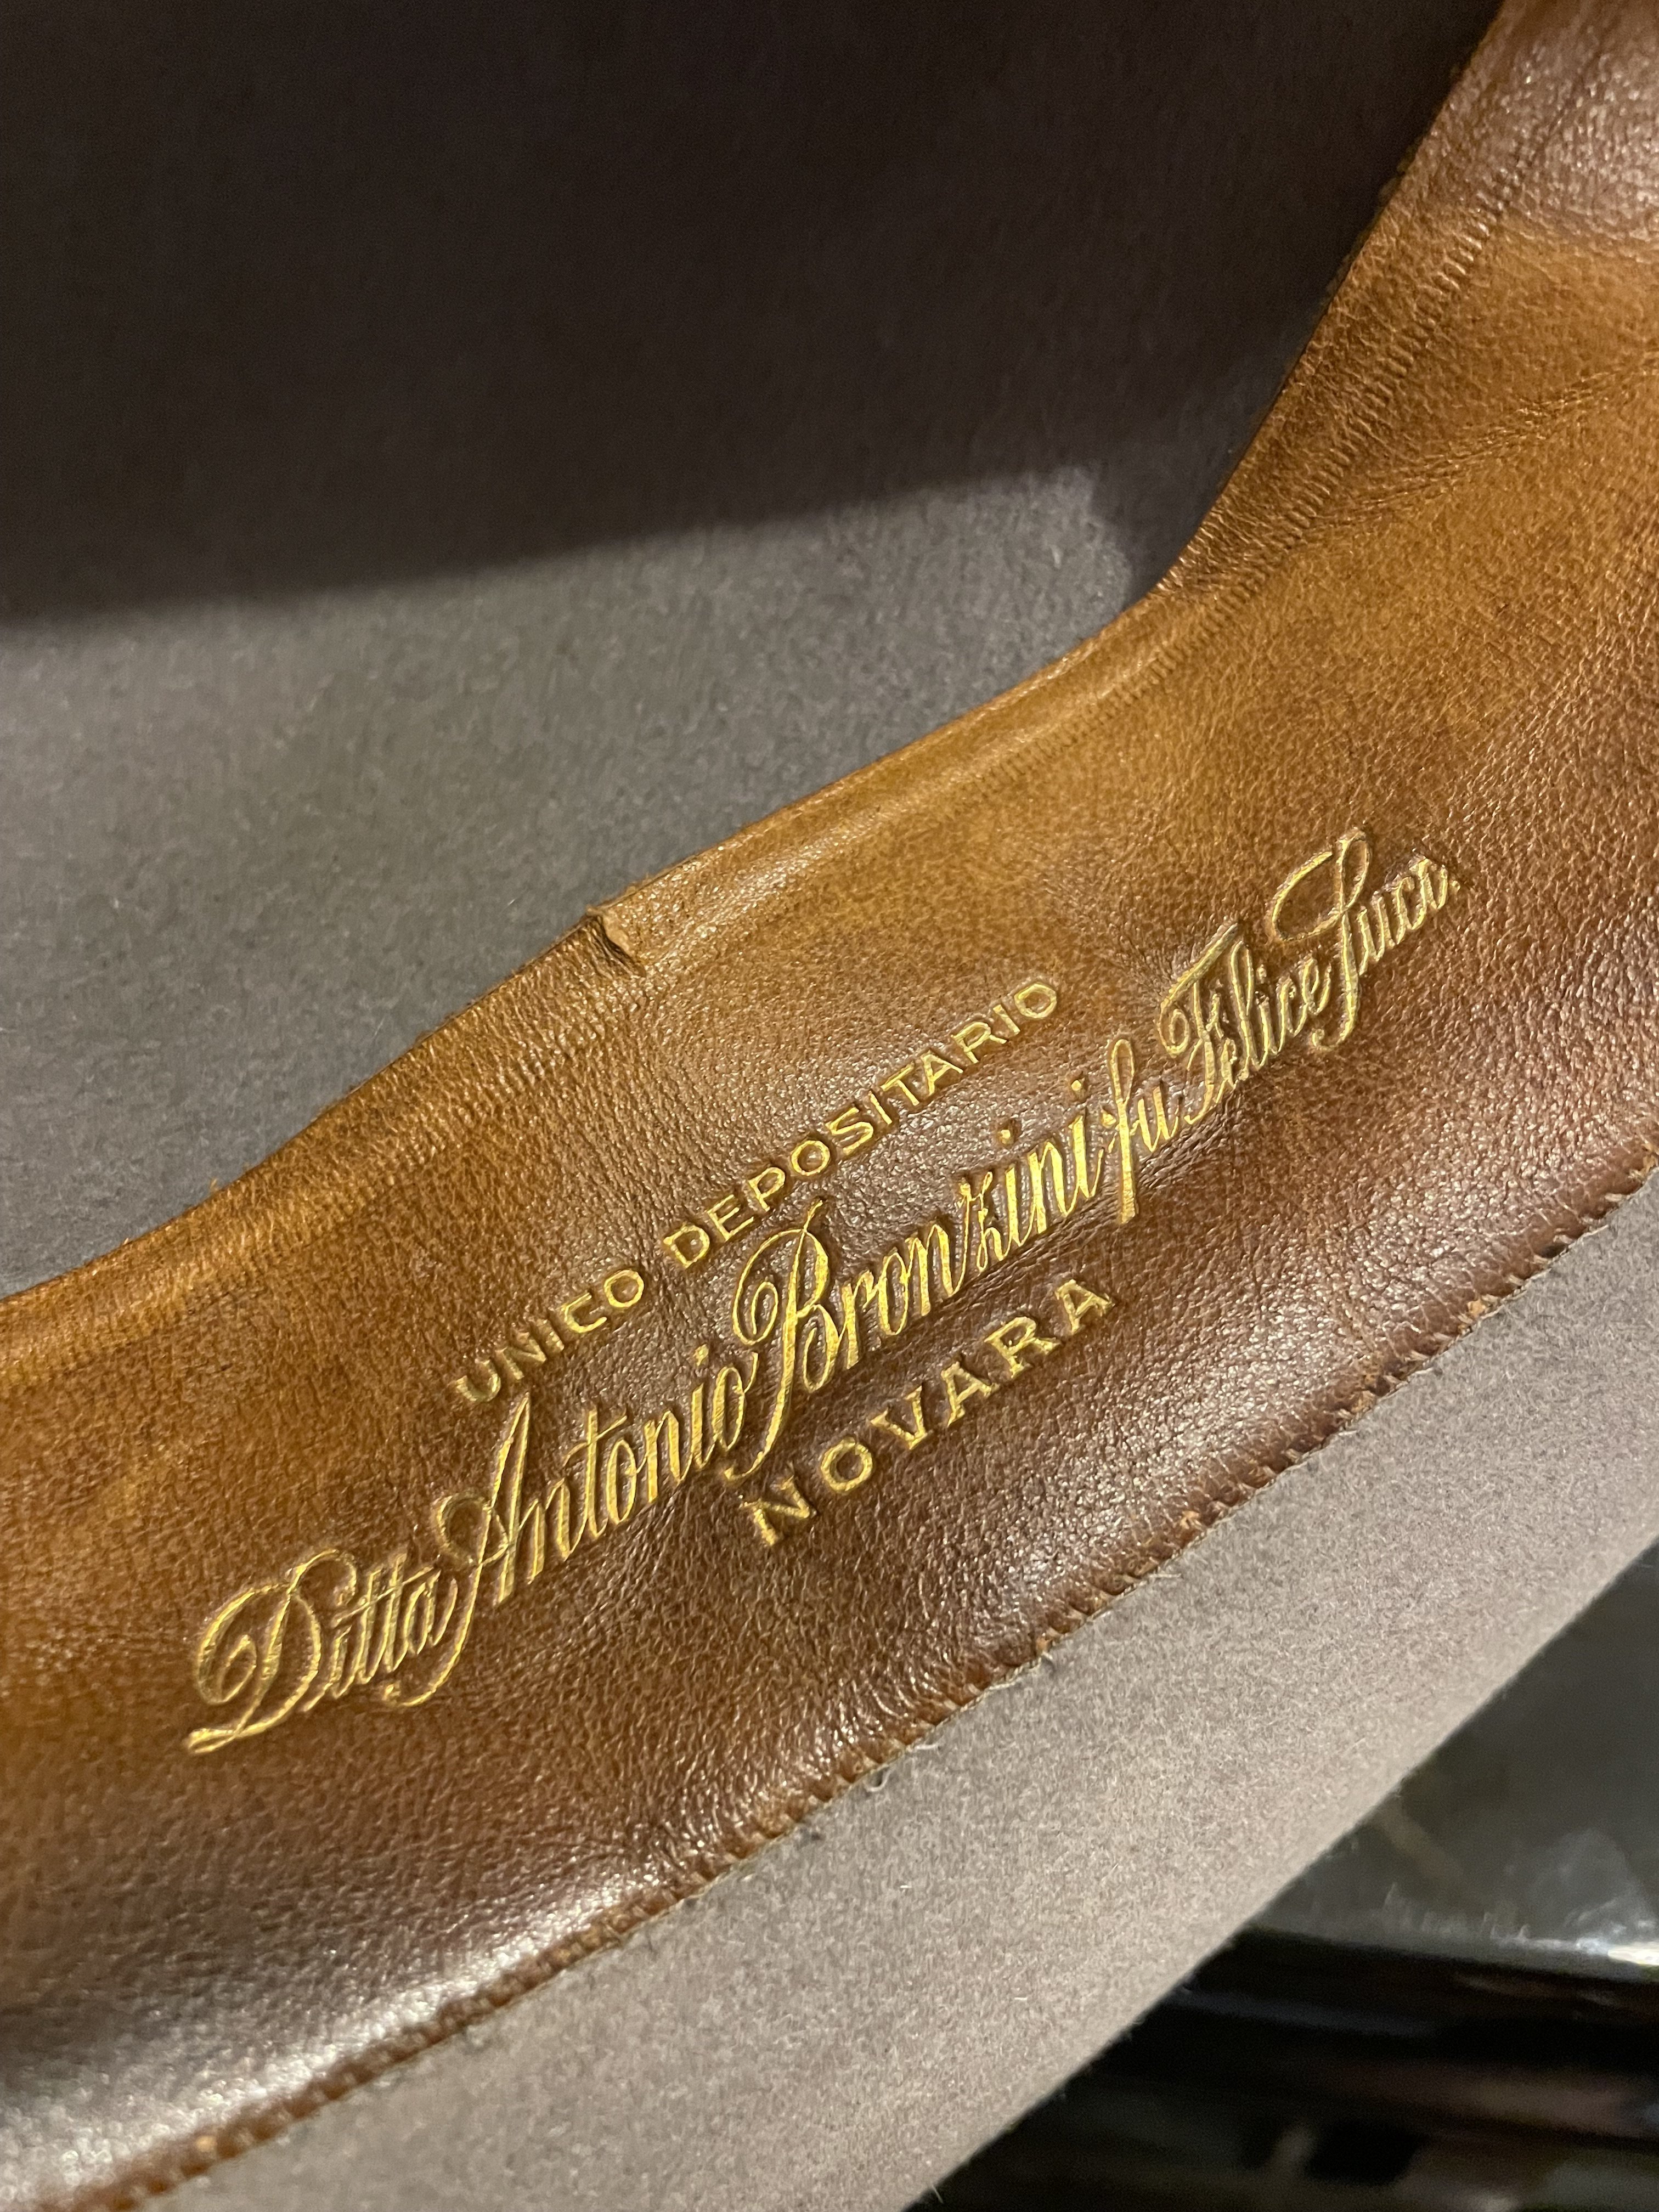 UNICO DEPOSITARIO
Ditta Antonio Bronzini fu Felice Succ.
NOVARA